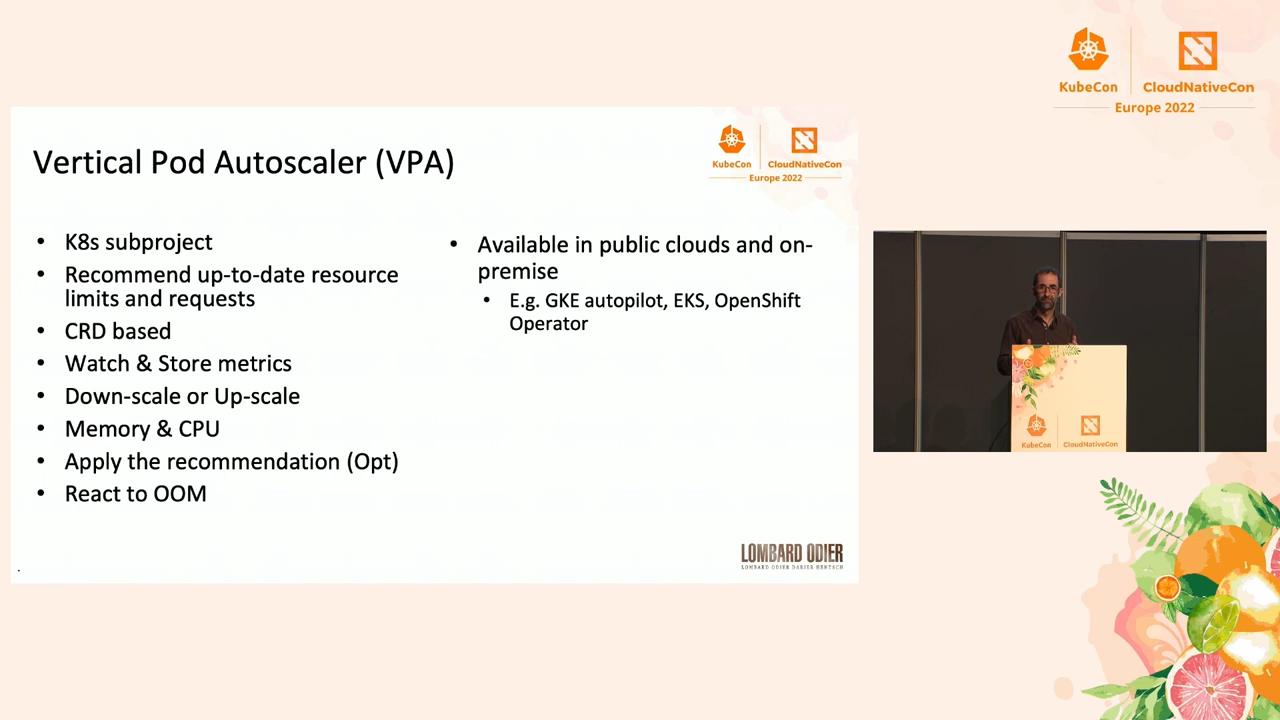 KubeCon
CloudNativeCon
Europe 2022
Vertical Pod Autoscaler (VPA)
KubeCon
CloudNativeCon
Europe 2022
• K8s subproject
• Recommend up-to-date resource
limits and requests
• CRD based
• Watch & Store metrics
• Down-scale or Up-scale
• Memory & CPU
• Apply the recommendation (Opt)
• React to OOM
• Available in public clouds and on-
premise
• E.g. GKE autopilot, EKS, OpenShift
Operator
LOMBARD ODIER
LOMBARD ODIER DARIER HENTSCH
KubeCon
CloudNativeCon